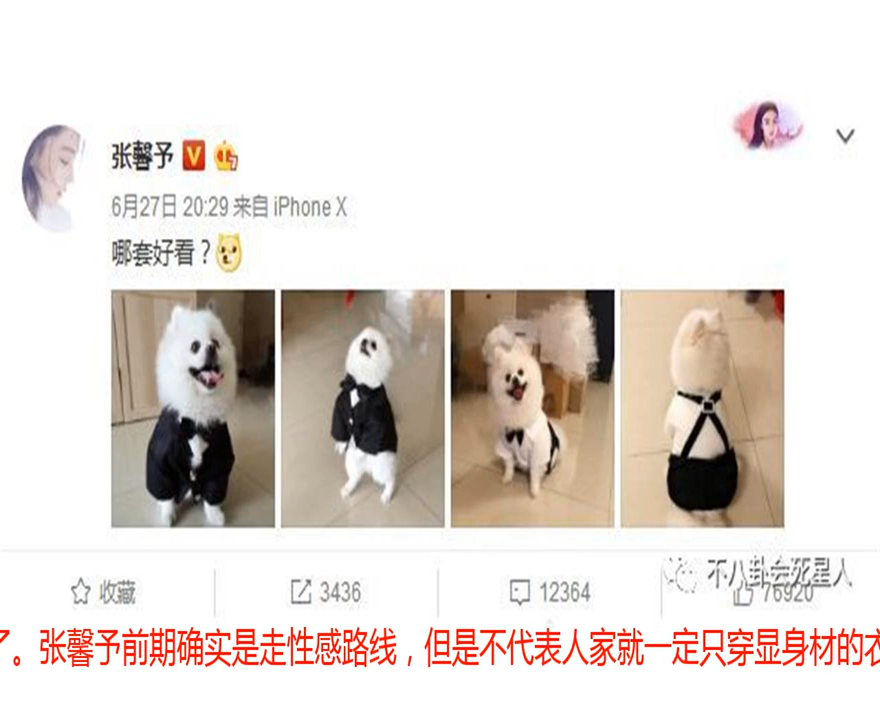 张馨予 V
6月27日 20:29 来自 iPhone X
哪套好看？
收藏
3436
12364
76920
不八卦会死星人
了。张馨予前期确实是走性感路线，但是不代表人家就一定只穿显身材的衣